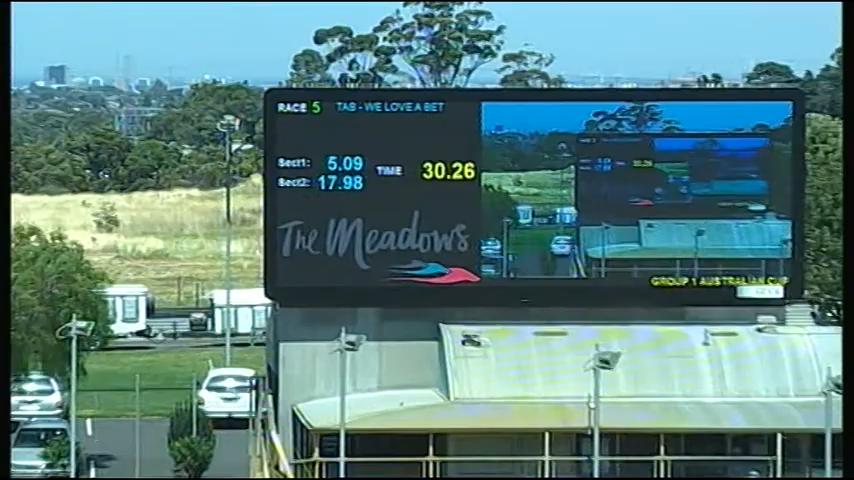 RACE 5 TAB - WE LOVE A BET
Sect1: 5.09
Sect2: 17.98
TIME 30.26
The Meadows
GROUP 1 AUSTRALIAN CUP